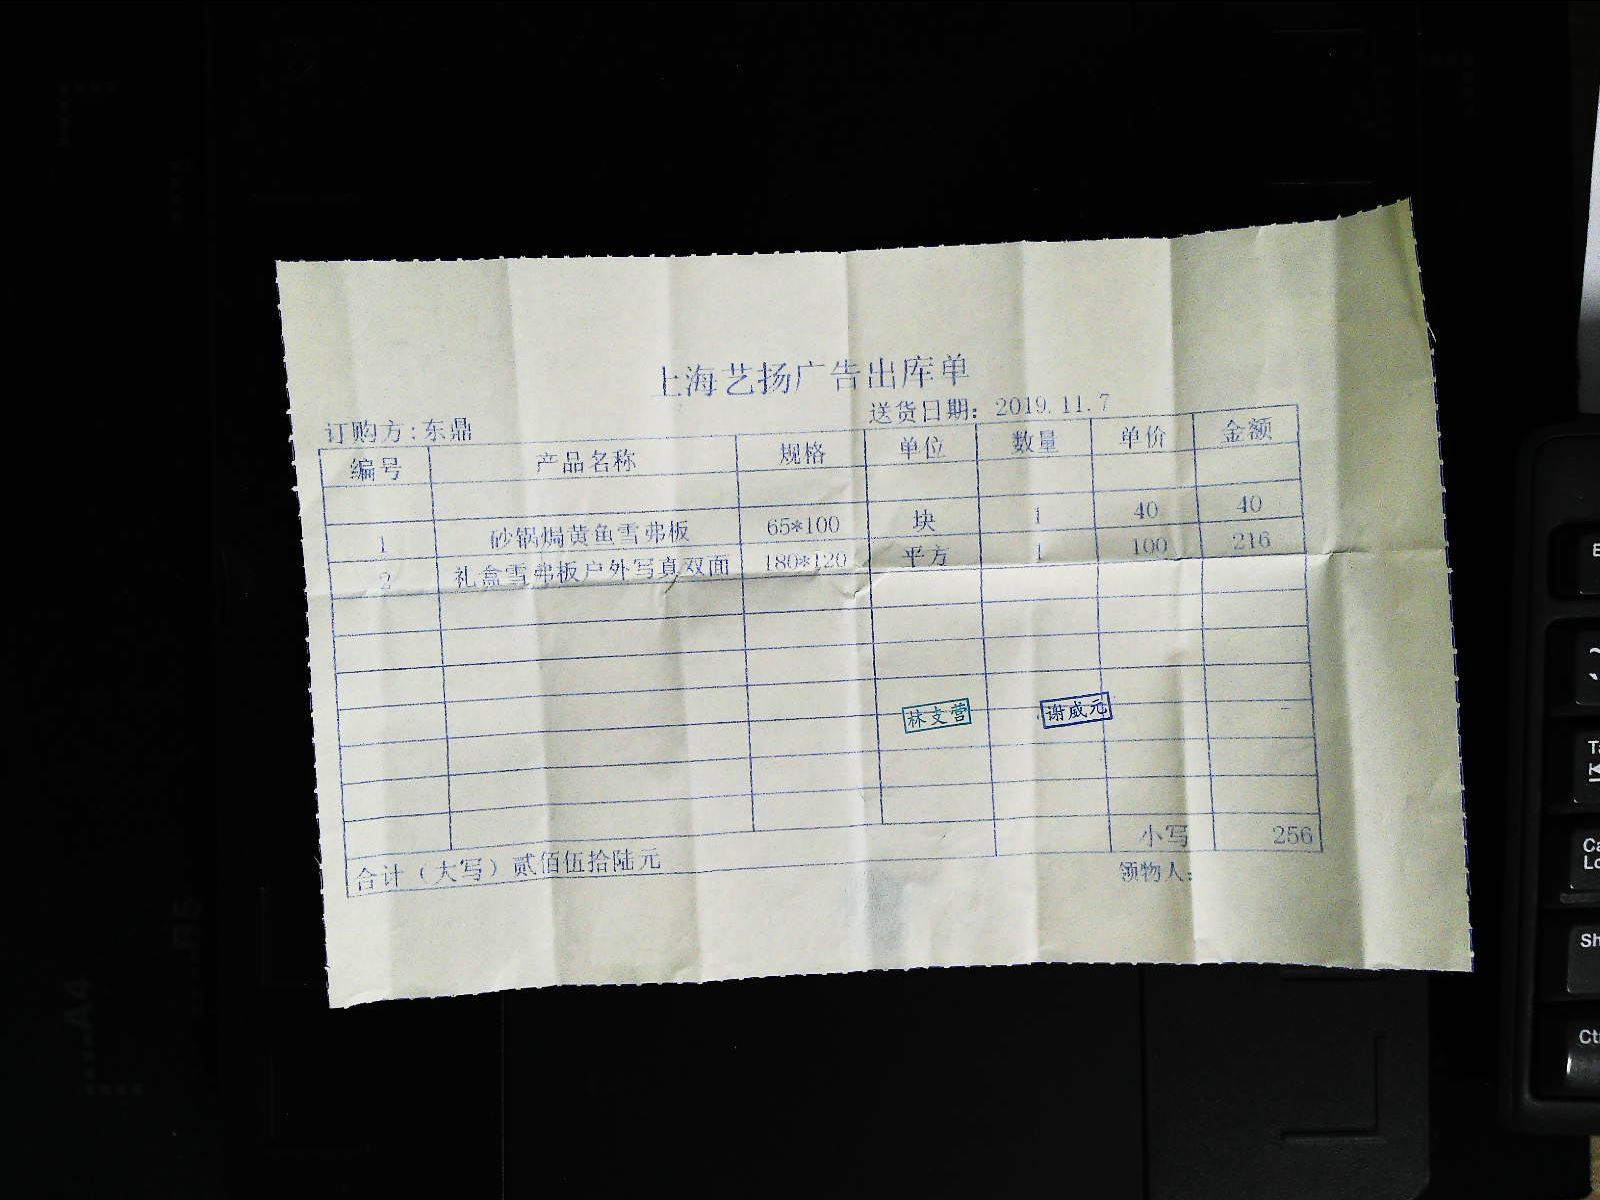 上海艺扬广告出库单
订购方:东鼎 送货日期: 2019.11.7
编号 产品名称 规格 单位 数量 单价 金额
1 砂锅焗黄鱼雪弗板 65*100 块 1 40 40
2 礼盒雪弗板户外写真双面 180*120 平方 1 100 216
林支营 谢威元
合计（大写）贰佰伍拾陆元 小写 256
领物人:
A4
B5
Sh
Ct